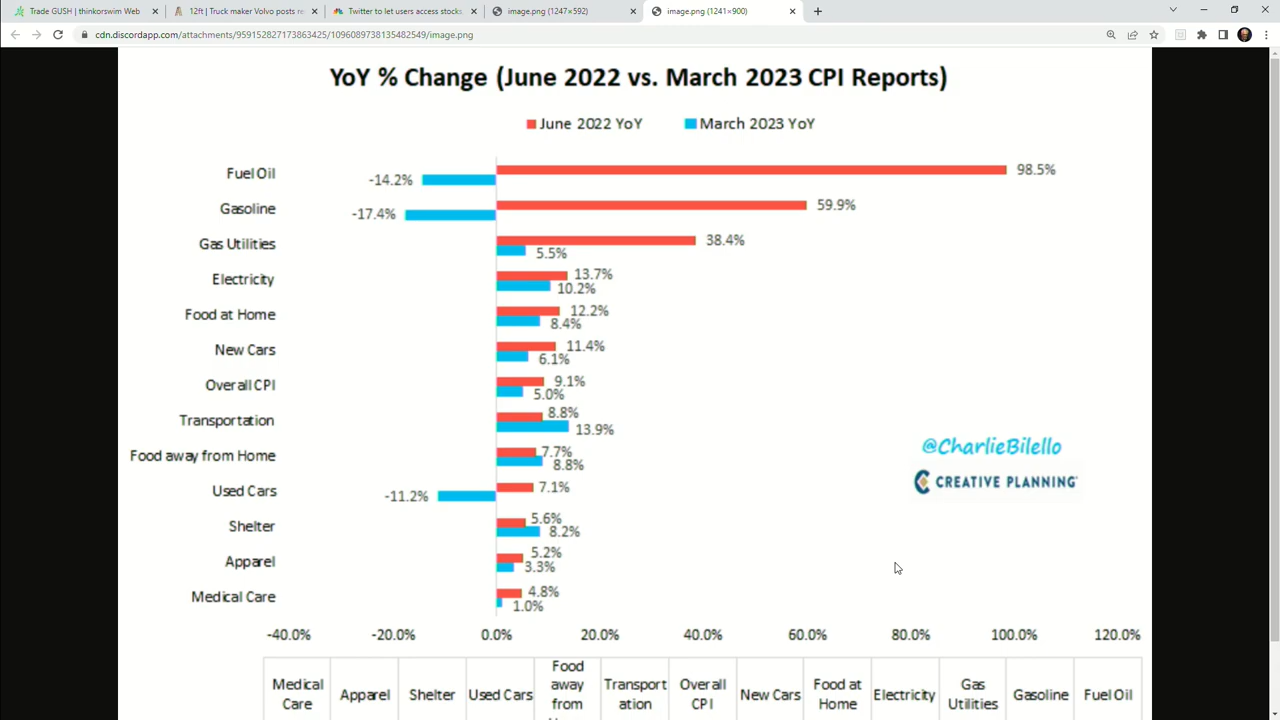 Trade GUSH | thinkorswim Web
12ft | Truck maker Volvo posts re
Twitter to let users access stocks
image.png (1247×592)
image.png (1241×900)
cdn.discordapp.com/attachments/959152827173863425/1096089738135482549/image.png
YoY % Change (June 2022 vs. March 2023 CPI Reports)
June 2022 YoY
March 2023 YoY
Fuel Oil
98.5%
-14.2%
Gasoline
59.9%
-17.4%
Gas Utilities
38.4%
5.5%
Electricity
13.7%
10.2%
Food at Home
12.2%
8.4%
New Cars
11.4%
6.1%
Overall CPI
9.1%
5.0%
Transportation
8.8%
13.9%
@CharlieBilello
Food away from Home
7.7%
8.8%
CREATIVE PLANNING
Used Cars
7.1%
-11.2%
Shelter
5.6%
8.2%
Apparel
5.2%
3.3%
Medical Care
4.8%
1.0%
-40.0%
-20.0%
0.0%
20.0%
40.0%
60.0%
80.0%
100.0%
120.0%
Medical
Care
Apparel
Shelter
Used Cars
Food
away
from
Transport
ation
Overall
CPI
New Cars
Food at
Home
Electricity
Gas
Utilities
Gasoline
Fuel Oil